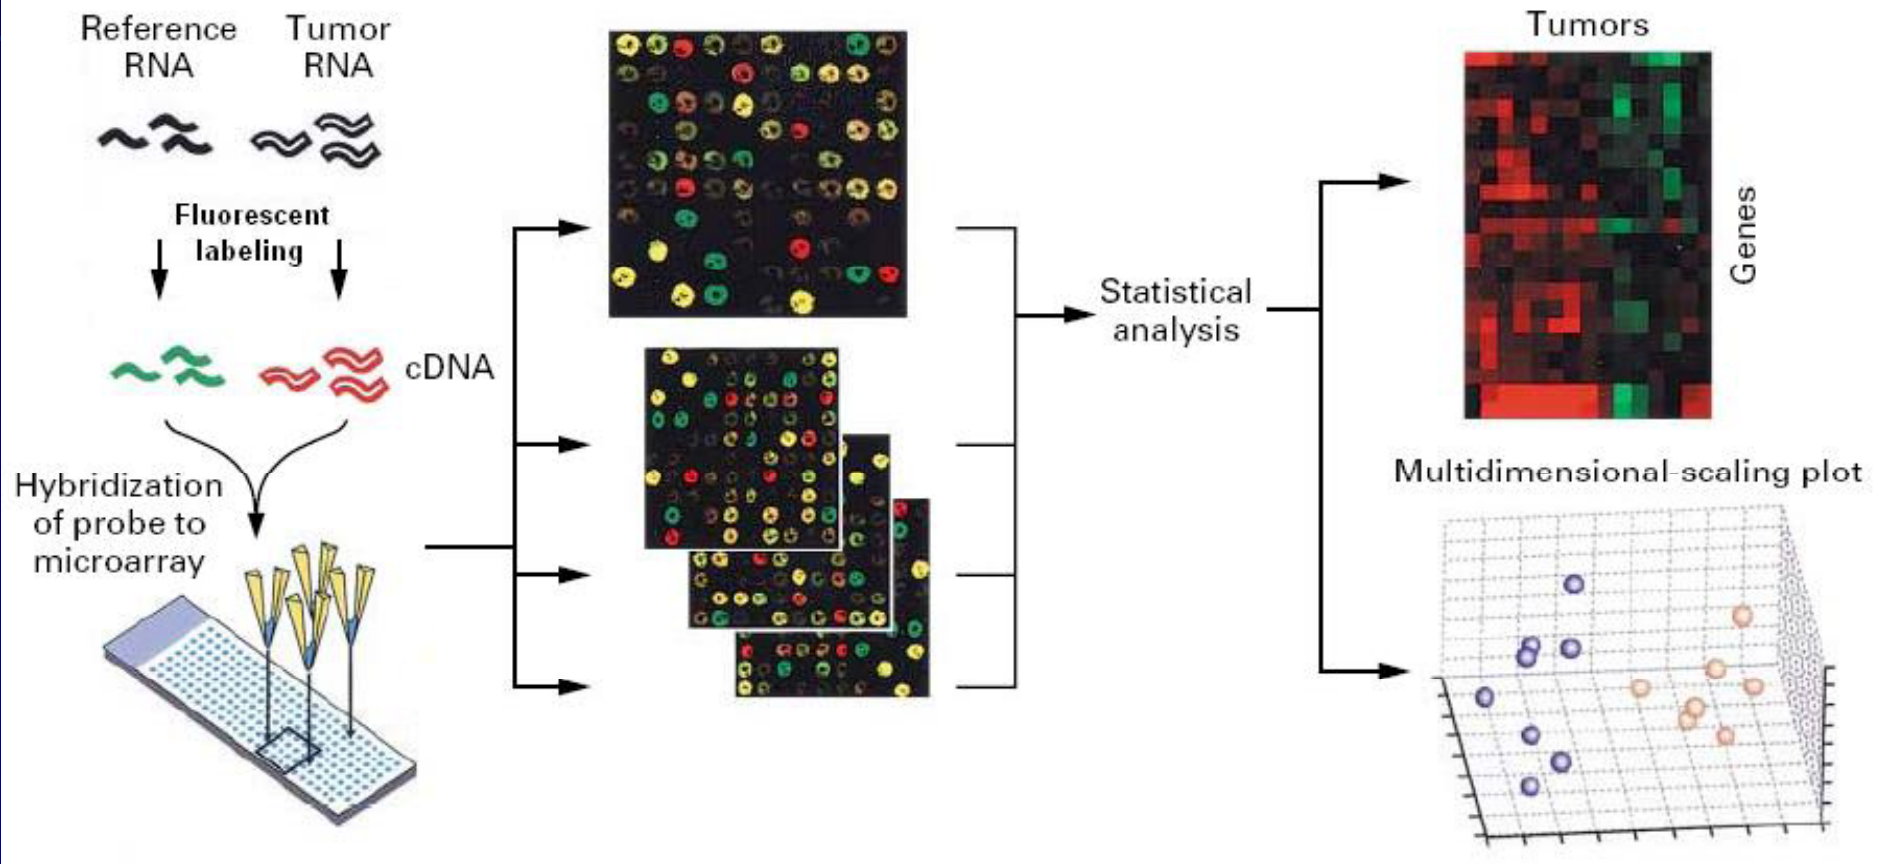 Reference
RNA
Tumor
RNA
Fluorescent
labeling
cDNA
Hybridization
of probe to
microarray
Statistical
analysis
Tumors
Genes
Multidimensional-scaling plot